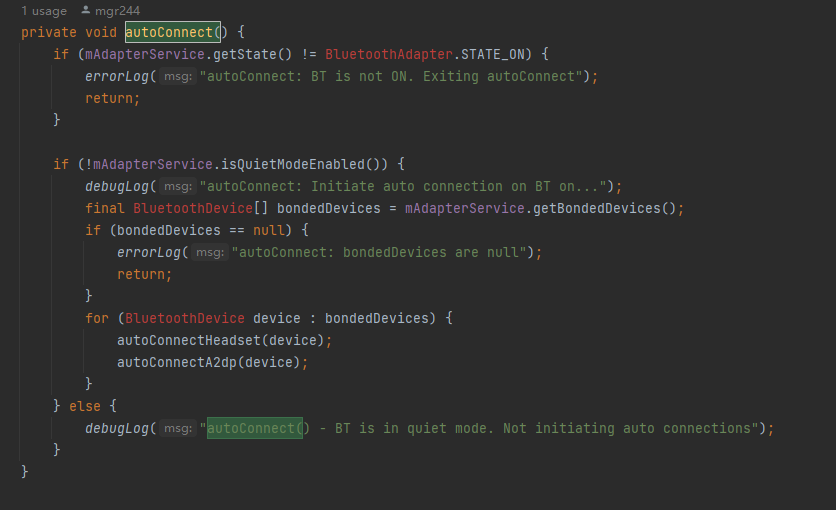 1 usage mgr244
private void autoConnect() {
if (mAdapterService.getState() != BluetoothAdapter.STATE_ON) {
errorLog( msg: "autoConnect: BT is not ON. Exiting autoConnect");
return;
}
if (!mAdapterService.isQuietModeEnabled()) {
debugLog( msg: "autoConnect: Initiate auto connection on BT on...");
final BluetoothDevice[] bondedDevices = mAdapterService.getBondedDevices();
if (bondedDevices == null) {
errorLog( msg: "autoConnect: bondedDevices are null");
return;
}
for (BluetoothDevice device : bondedDevices) {
autoConnectHeadset(device);
autoConnectA2dp(device);
}
} else {
debugLog( msg: "autoConnect() - BT is in quiet mode. Not initiating auto connections");
}
}